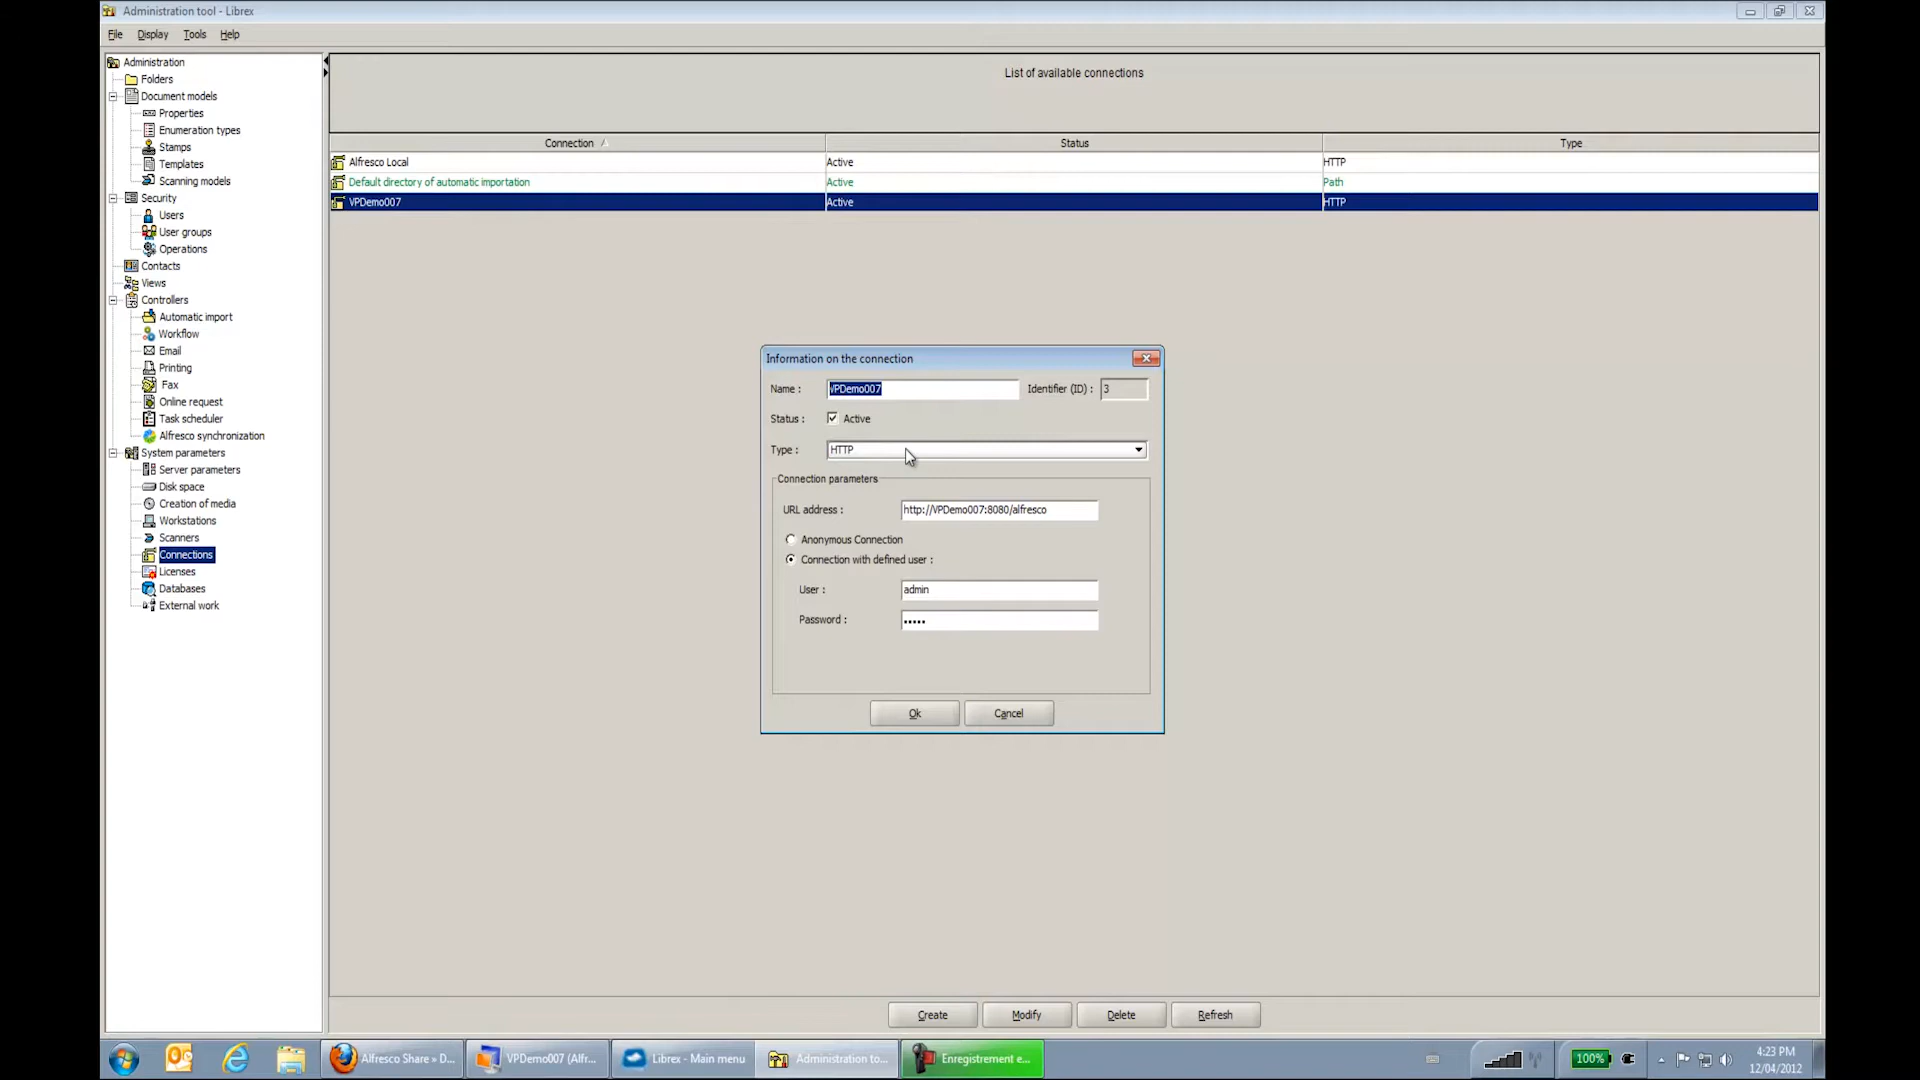 Administration tool - Librex
File Display Tools Help
Administration
Folders
Document models
Properties
Enumeration types
Stamps
Templates
Scanning models
Security
Users
User groups
Operations
Contacts
Views
Controllers
Automatic import
Workflow
Email
Printing
Fax
Online request
Task scheduler
Alfresco synchronization
System parameters
Server parameters
Disk space
Creation of media
Workstations
Scanners
Connections
Licenses
Databases
External work
List of available connections
Connection Status Type
Alfresco Local Active HTTP
Default directory of automatic importation Active Path
VPDemo007 Active HTTP
Information on the connection
Name : VPDemo007 Identifier (ID) : 3
Status : Active
Type : HTTP
Connection parameters
URL address : http://VPDemo007:8080/alfresco
Anonymous Connection
Connection with defined user :
User : admin
Password : •••••
Ok Cancel
Create Modify Delete Refresh
Alfresco Share » D... VPDemo007 (Alfr... Librex - Main menu Administration to... Enregistrement e... 100% 4:23 PM
12/04/2012